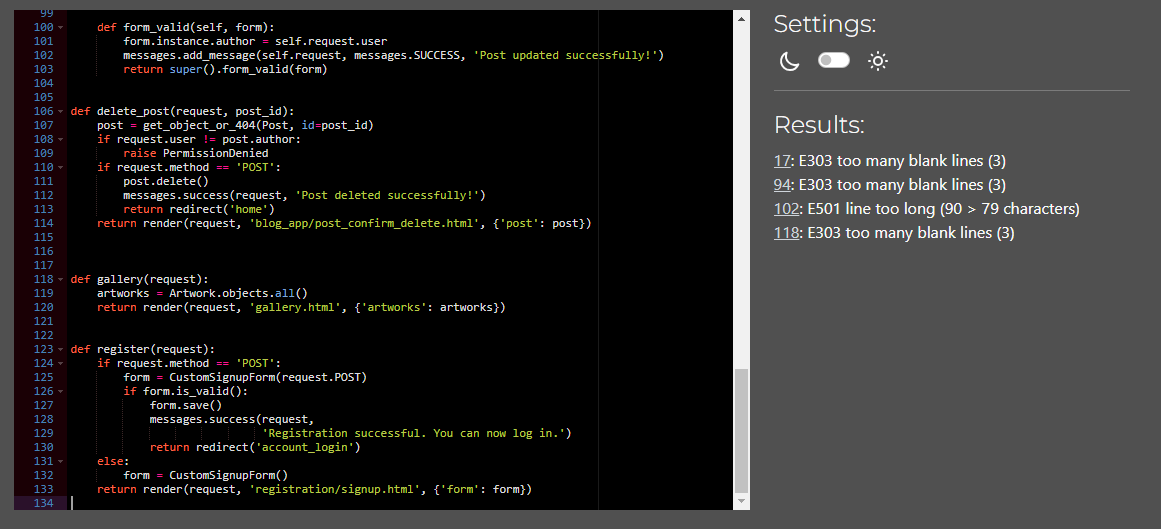 99
100 def form_valid(self, form):
101 form.instance.author = self.request.user
102 messages.add_message(self.request, messages.SUCCESS, 'Post updated successfully!')
103 return super().form_valid(form)
104
105
106 def delete_post(request, post_id):
107 post = get_object_or_404(Post, id=post_id)
108 if request.user != post.author:
109 raise PermissionDenied
110 if request.method == 'POST':
111 post.delete()
112 messages.success(request, 'Post deleted successfully!')
113 return redirect('home')
114 return render(request, 'blog_app/post_confirm_delete.html', {'post': post})
115
116
117
118 def gallery(request):
119 artworks = Artwork.objects.all()
120 return render(request, 'gallery.html', {'artworks': artworks})
121
122
123 def register(request):
124 if request.method == 'POST':
125 form = CustomSignupForm(request.POST)
126 if form.is_valid():
127 form.save()
128 messages.success(request,
129 'Registration successful. You can now log in.')
130 return redirect('account_login')
131 else:
132 form = CustomSignupForm()
133 return render(request, 'registration/signup.html', {'form': form})
134
Settings:
Results:
17: E303 too many blank lines (3)
94: E303 too many blank lines (3)
102: E501 line too long (90 > 79 characters)
118: E303 too many blank lines (3)